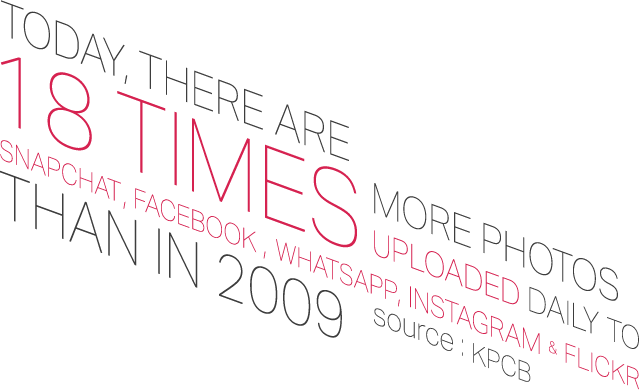 TODAY, THERE ARE
18 TIMES
MORE PHOTOS
UPLOADED DAILY TO
SNAPCHAT, FACEBOOK , WHATSAPP, INSTAGRAM & FLICKR
THAN IN 2009
source : KPCB